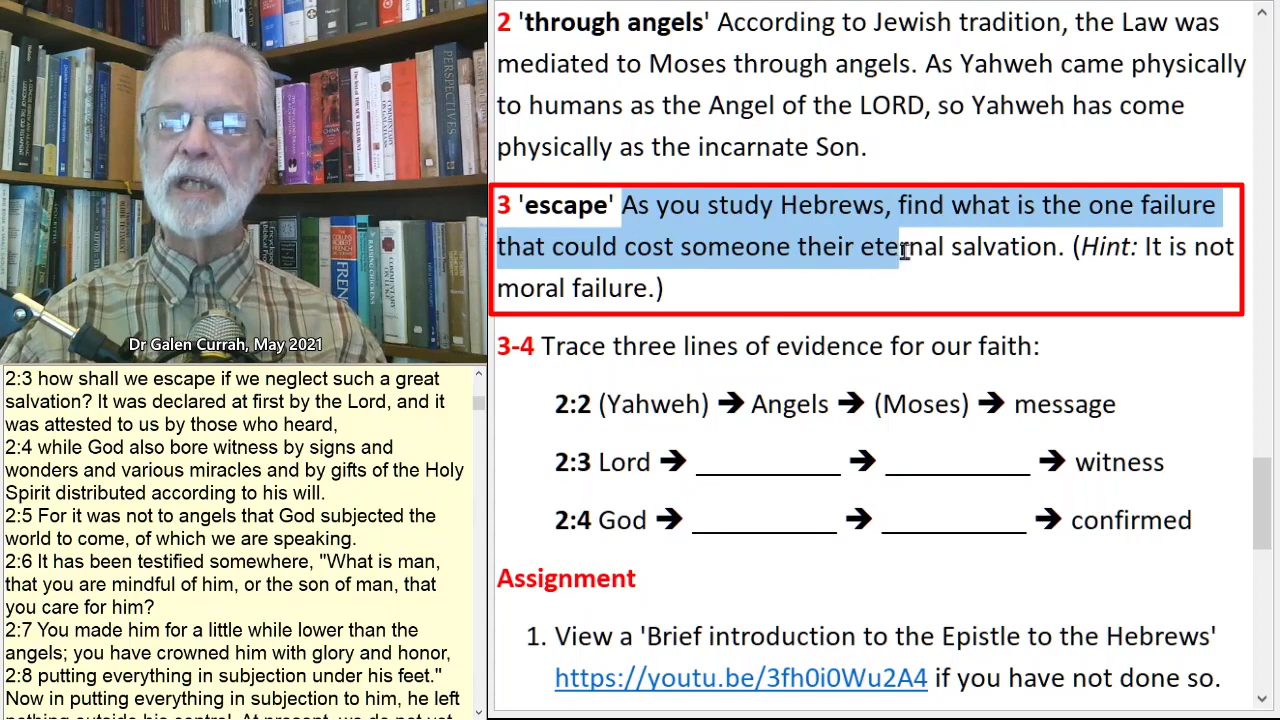 2 'through angels' According to Jewish tradition, the Law was
mediated to Moses through angels. As Yahweh came physically
to humans as the Angel of the LORD, so Yahweh has come
physically as the incarnate Son.
3 'escape' As you study Hebrews, find what is the one failure
that could cost someone their eternal salvation. (Hint: It is not
moral failure.)
3-4 Trace three lines of evidence for our faith:
2:2 (Yahweh) ➔ Angels ➔ (Moses) ➔ message
2:3 Lord ➔ ___________ ➔ ___________ ➔ witness
2:4 God ➔ ___________ ➔ ___________ ➔ confirmed
Assignment
1. View a 'Brief introduction to the Epistle to the Hebrews'
https://youtu.be/3fh0i0Wu2A4 if you have not done so.
PERSPECTIVES
Dr Galen Currah, May 2021
2:3 how shall we escape if we neglect such a great
salvation? It was declared at first by the Lord, and it
was attested to us by those who heard,
2:4 while God also bore witness by signs and
wonders and various miracles and by gifts of the Holy
Spirit distributed according to his will.
2:5 For it was not to angels that God subjected the
world to come, of which we are speaking.
2:6 It has been testified somewhere, "What is man,
that you are mindful of him, or the son of man, that
you care for him?
2:7 You made him for a little while lower than the
angels; you have crowned him with glory and honor,
2:8 putting everything in subjection under his feet."
Now in putting everything in subjection to him, he left